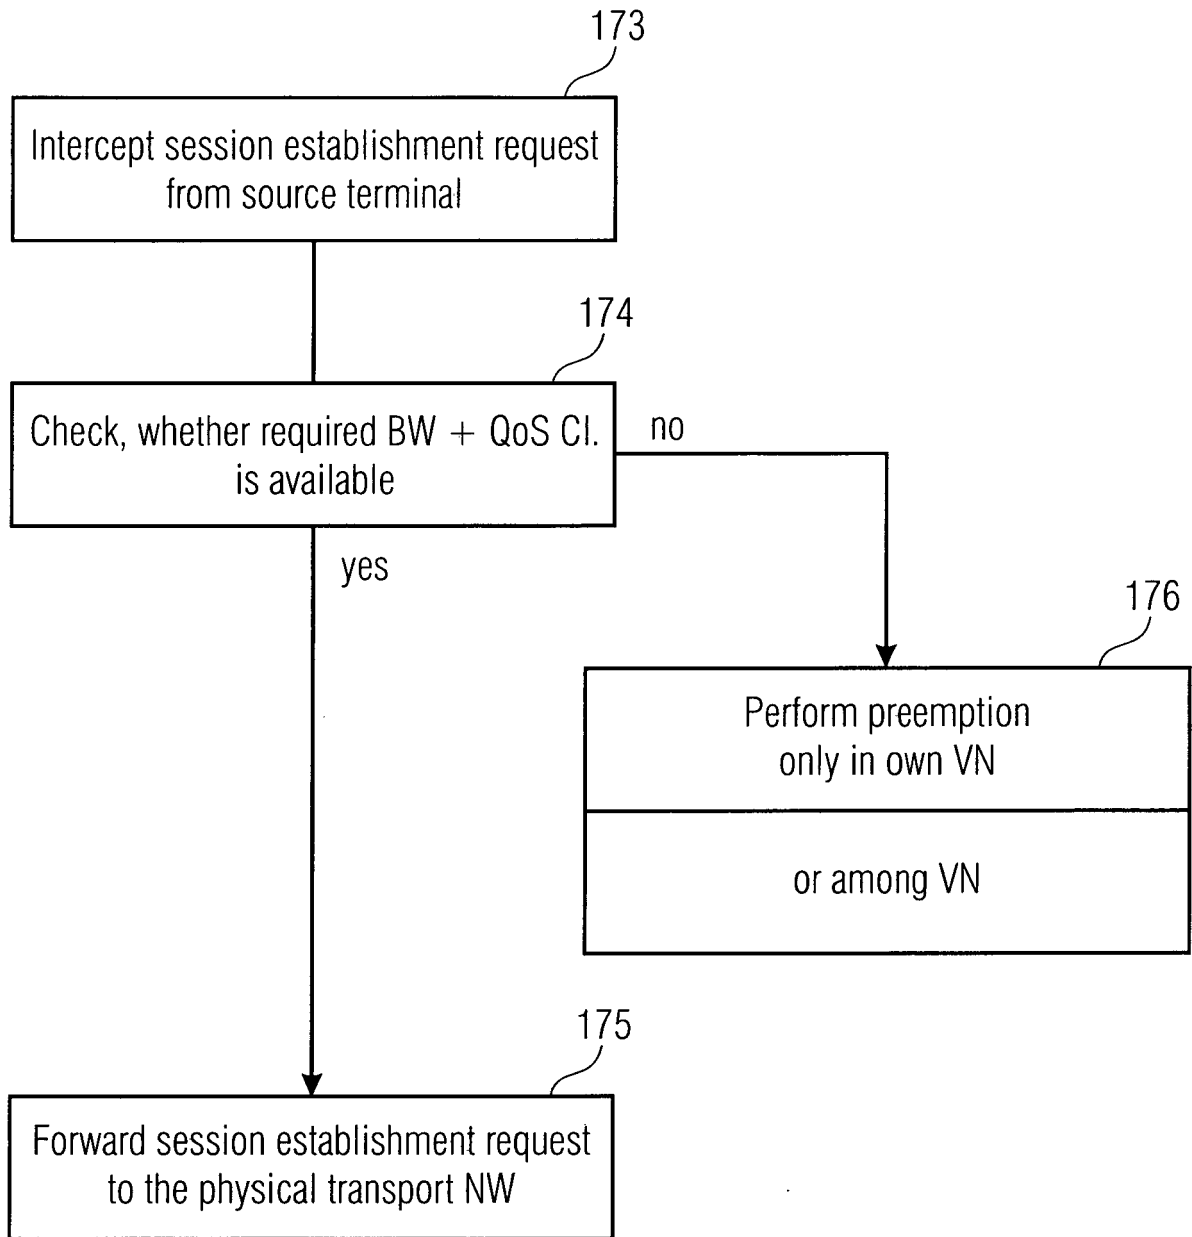 173
Intercept session establishment request
from source terminal
174
Check, whether required BW + QoS Cl.
is available
no
yes
176
Perform preemption
only in own VN
or among VN
175
Forward session establishment request
to the physical transport NW